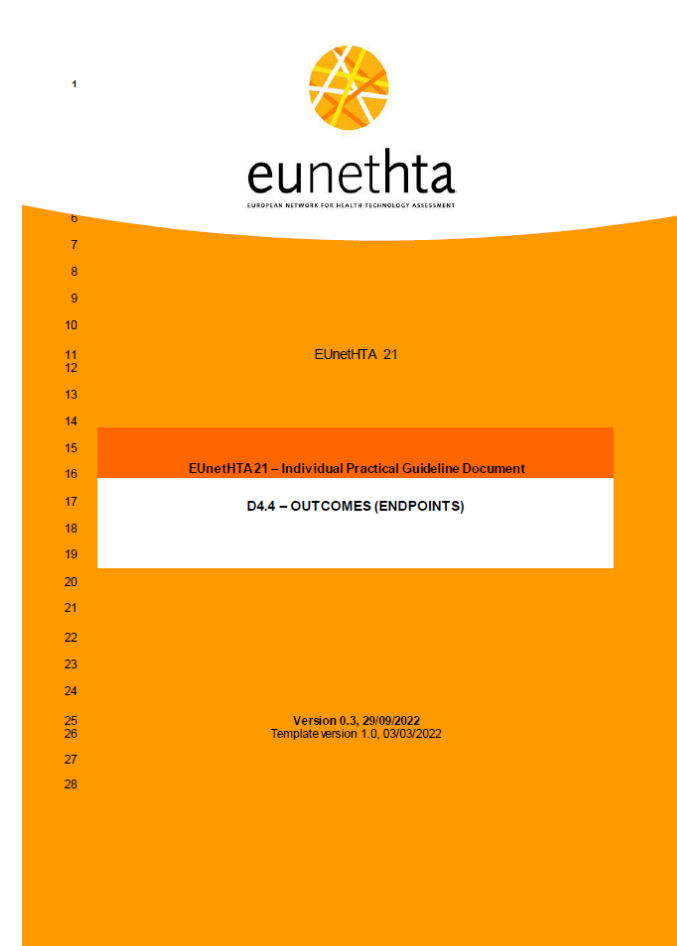 1
eunethta
EUROPEAN NETWORK FOR HEALTH TECHNOLOGY ASSESSMENT
6
7
8
9
10
11 EUnetHTA 21
12
13
14
15
16 EUnetHTA 21 – Individual Practical Guideline Document
17 D4.4 – OUTCOMES (ENDPOINTS)
18
19
20
21
22
23
24
25 Version 0.3, 29/09/2022
26 Template version 1.0, 03/03/2022
27
28